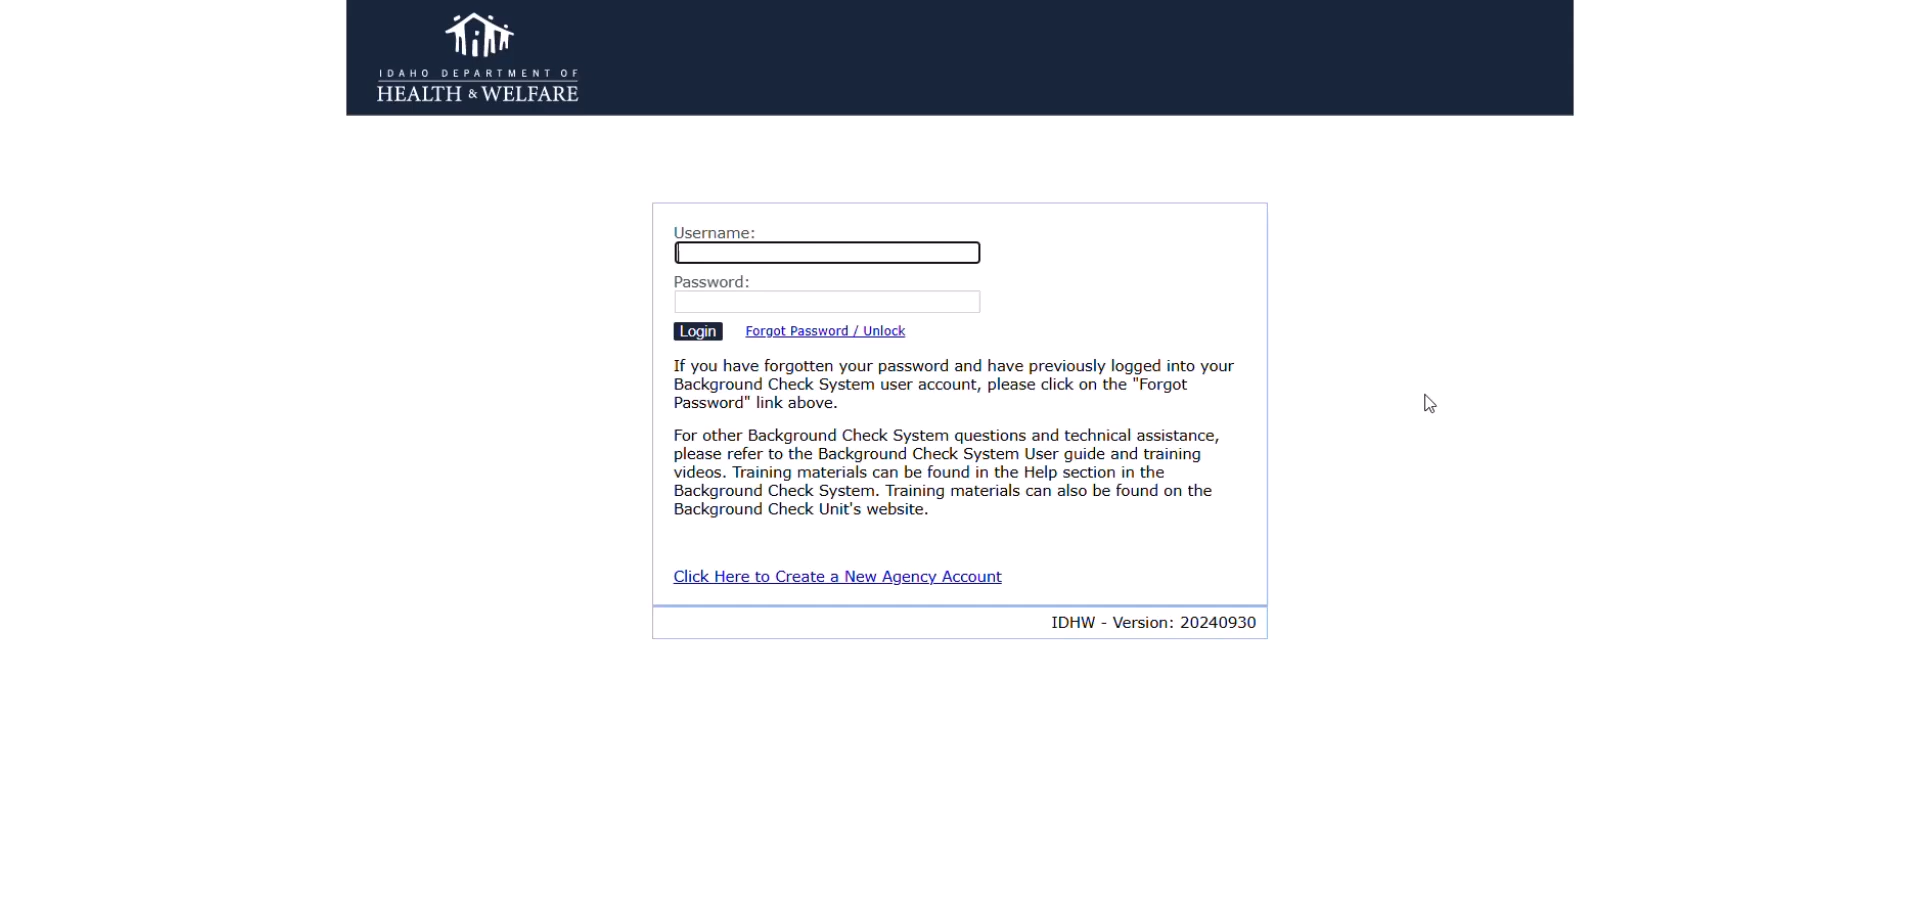 IDAHO DEPARTMENT OF
HEALTH & WELFARE
Username:
Password:
Login Forgot Password / Unlock
If you have forgotten your password and have previously logged into your
Background Check System user account, please click on the "Forgot
Password" link above.
For other Background Check System questions and technical assistance,
please refer to the Background Check System User guide and training
videos. Training materials can be found in the Help section in the
Background Check System. Training materials can also be found on the
Background Check Unit's website.
Click Here to Create a New Agency Account
IDHW - Version: 20240930